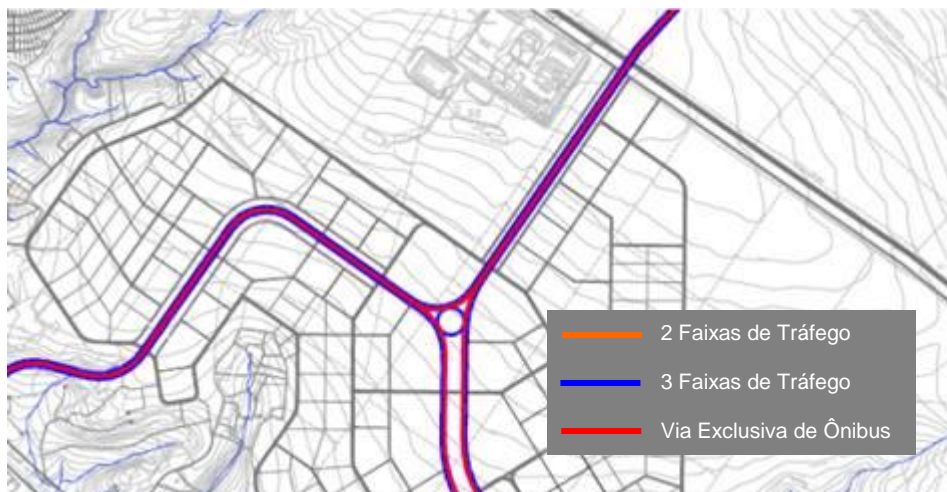 2 Faixas de Tráfego
3 Faixas de Tráfego
Via Exclusiva de Ônibus